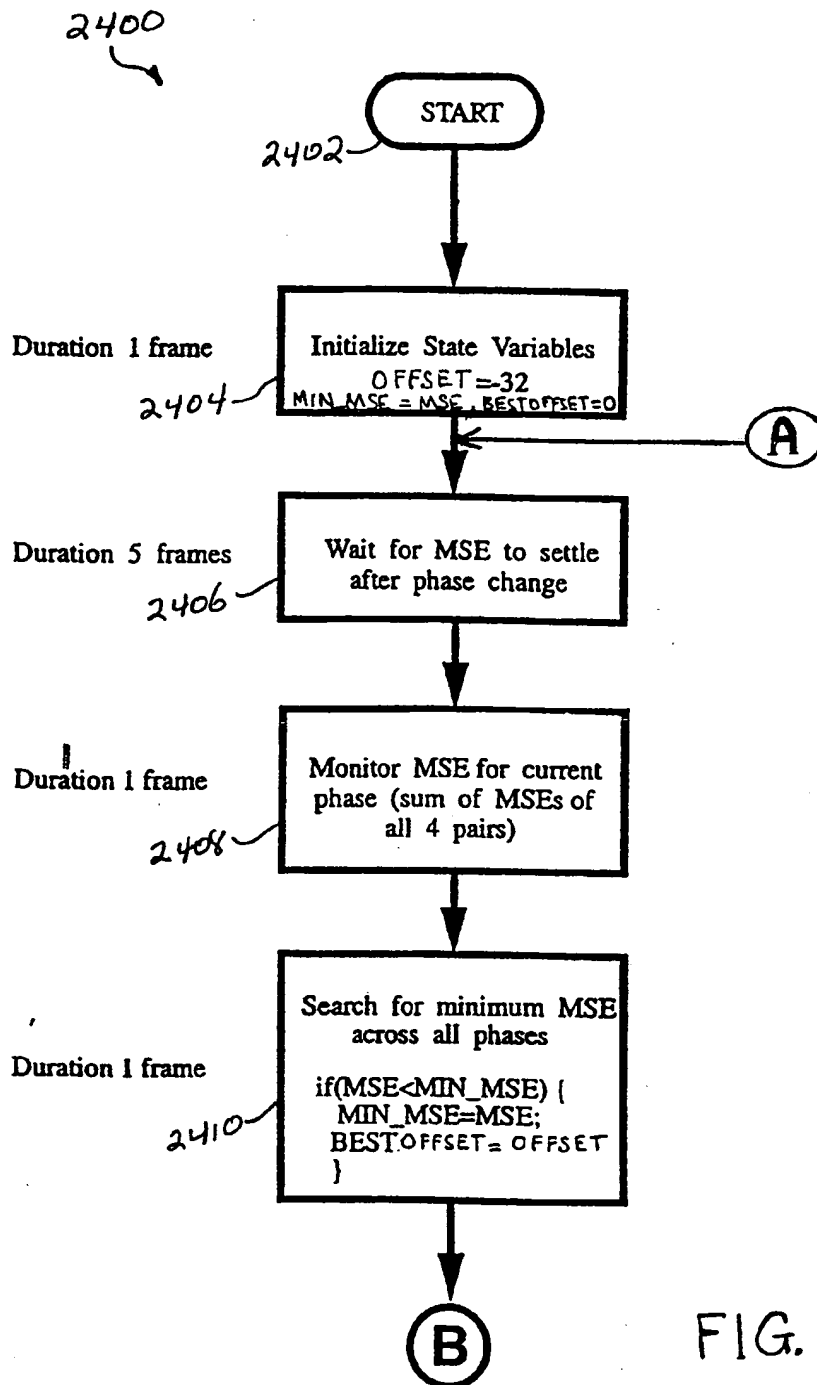 2400
START
2402
Duration 1 frame
Initialize State Variables
OFFSET=-32
MIN_MSE = MSE, BESTOFFSET=0
2404
A
Duration 5 frames
Wait for MSE to settle
after phase change
2406
Duration 1 frame
Monitor MSE for current
phase (sum of MSEs of
all 4 pairs)
2408
Search for minimum MSE
across all phases
Duration 1 frame
if(MSE<MIN_MSE) {
MIN_MSE=MSE;
BESTOFFSET = OFFSET
}
2410
B
FIG.